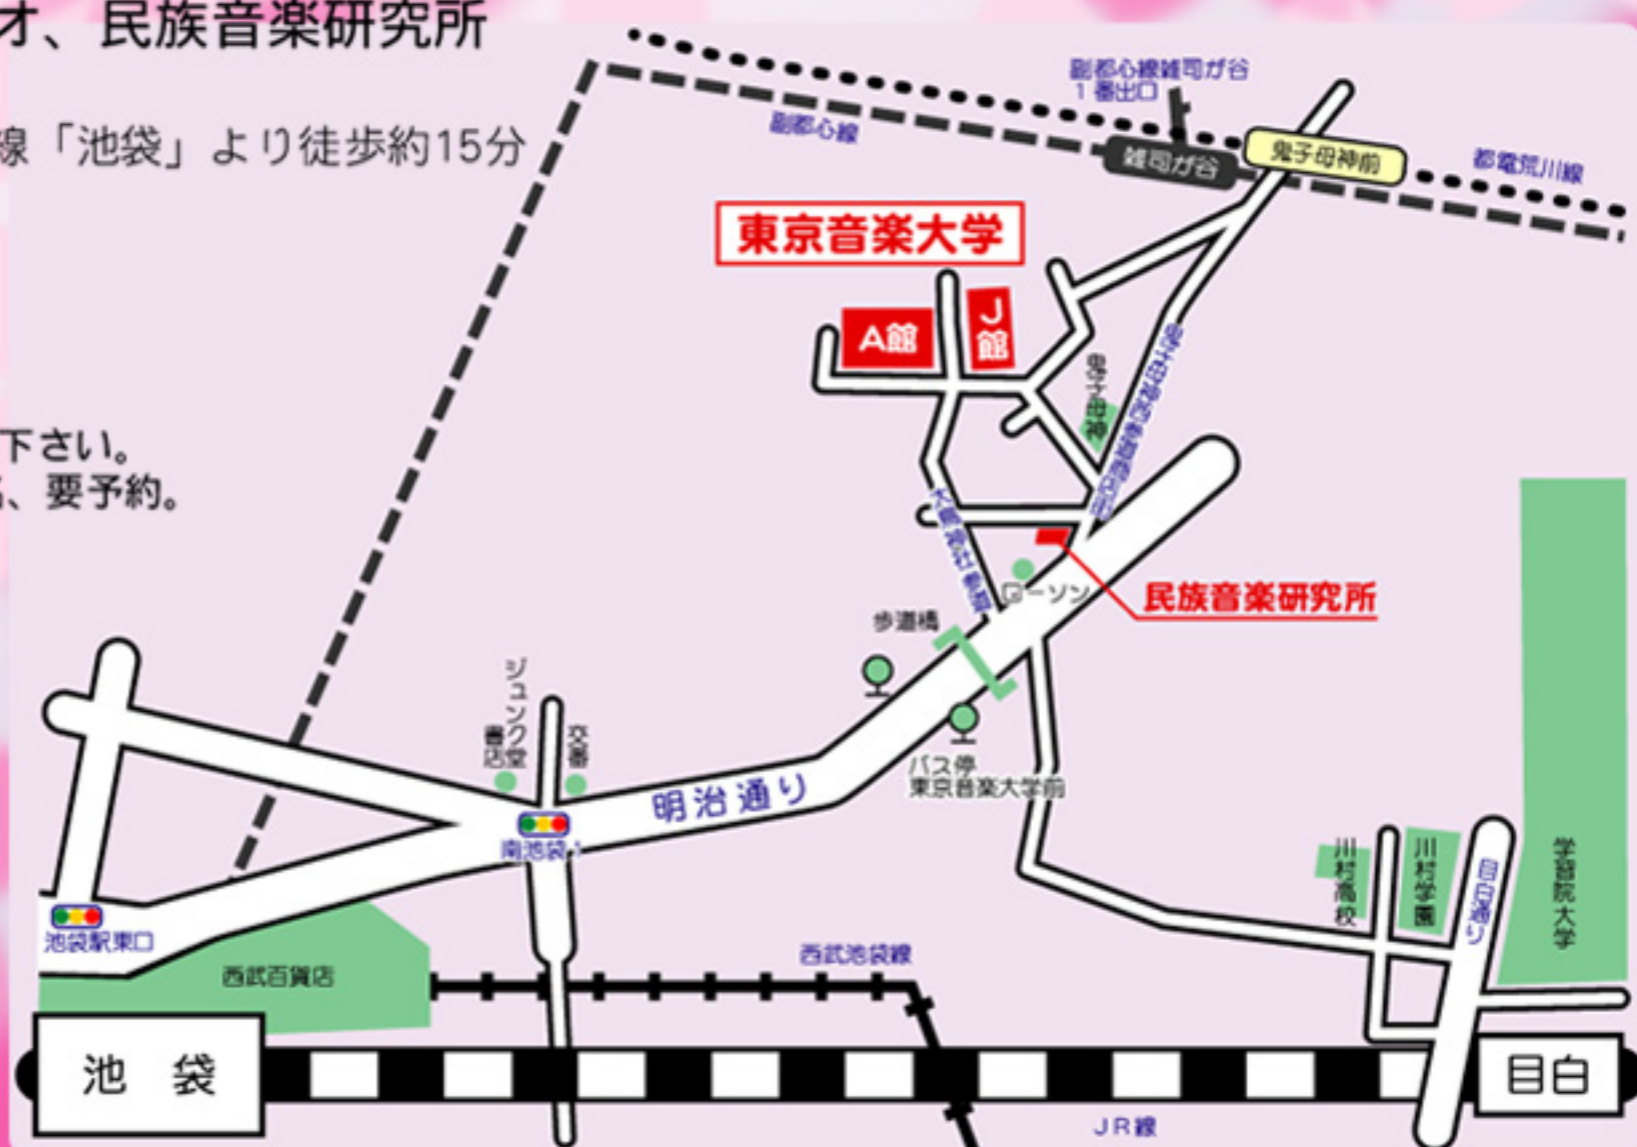 オ、民族音楽研究所
線「池袋」より徒歩約15分
下さい。
、要予約。
副都心線雑司が谷
1番出口
副都心線
雑司が谷
鬼子母神前
都電荒川線
東京音楽大学
A館
J館
鬼子母神
大鳥神社参道
ローソン
民族音楽研究所
歩道橋
バス停
東京音楽大学前
ジュンク堂
書店
交番
明治通り
南池袋1
池袋駅東口
西武百貨店
西武池袋線
川村高校
川村学園
目白通り
学習院大学
池袋
目白
JR線